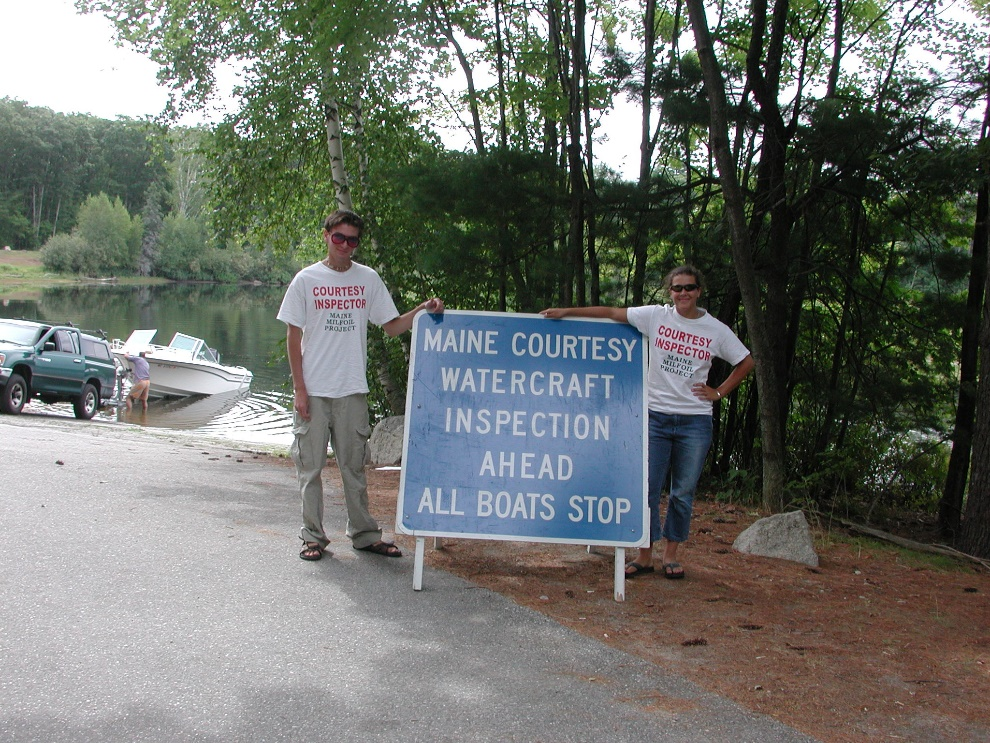 COURTESY
INSPECTOR
MAINE
MILFOIL
PROJECT
MAINE COURTESY
WATERCRAFT
INSPECTION
AHEAD
ALL BOATS STOP
COURTESY
INSPECTOR
MAINE
MILFOIL
PROJECT